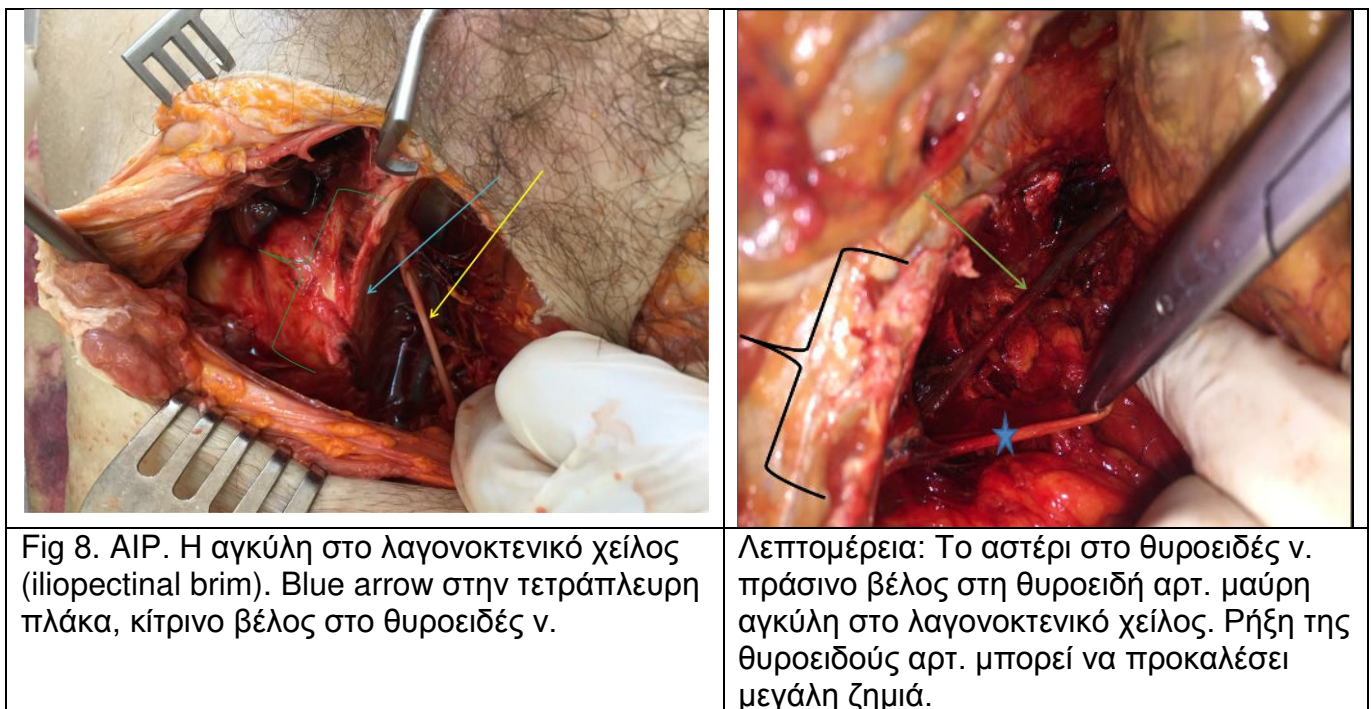 Fig 8. AIP. Η αγκύλη στο λαγονοκτενικό χείλος
(iliopectinal brim). Blue arrow στην τετράπλευρη
πλάκα, κίτρινο βέλος στο θυροειδές ν.
Λεπτομέρεια: Το αστέρι στο θυροειδές ν.
πράσινο βέλος στη θυροειδή αρτ. μαύρη
αγκύλη στο λαγονοκτενικό χείλος. Ρήξη της
θυροειδούς αρτ. μπορεί να προκαλέσει
μεγάλη ζημιά.